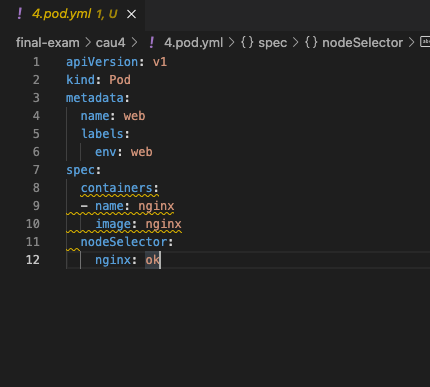 ! 4.pod.yml 1, U ×
final-exam > cau4 > ! 4.pod.yml > {} spec > {} nodeSelector > abc
1 apiVersion: v1
2 kind: Pod
3 metadata:
4   name: web
5   labels:
6     env: web
7 spec:
8   containers:
9   - name: nginx
10     image: nginx
11   nodeSelector:
12     nginx: ok